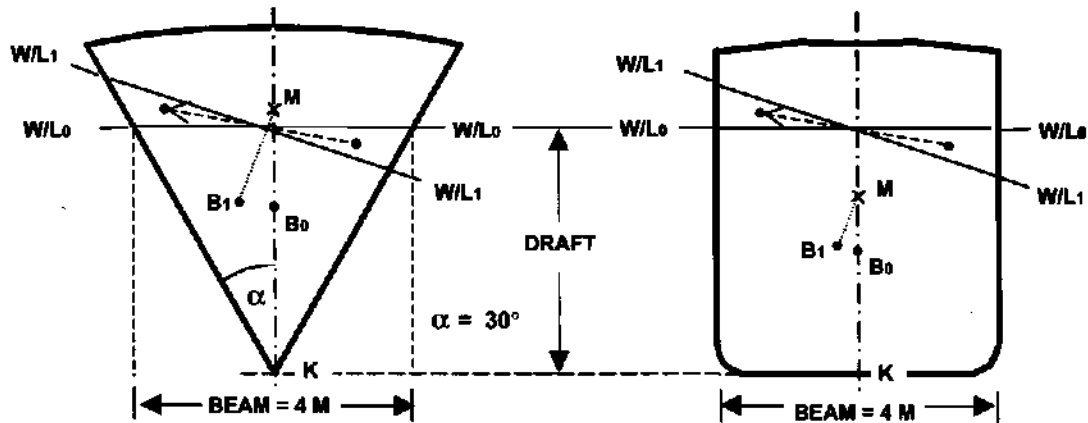 W/L1
M
W/L0
W/L0
W/L1
B1
B0
α
α = 30°
K
BEAM = 4 M
DRAFT
W/L1
W/L0
W/L0
M
W/L1
B1
B0
K
BEAM = 4 M